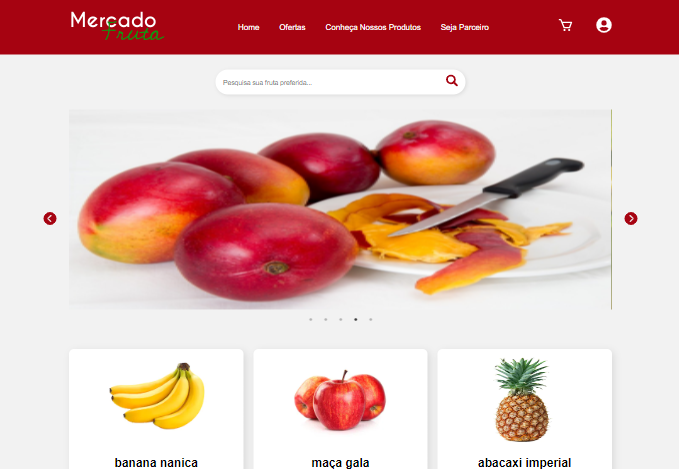 Mercado
Fruta
Home Ofertas Conheça Nossos Produtos Seja Parceiro
Pesquisa sua fruta preferida...
banana nanica maça gala abacaxi imperial